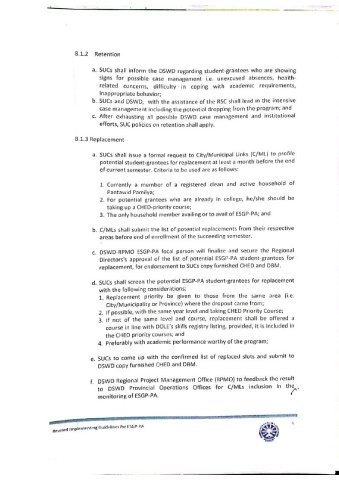 8.1.2 Retention
a. SUCs shall inform the DSWD regarding student-grantees who are showing
signs for possible case management i.e. unexcused absences, health-
related concerns, difficulty in coping with academic requirements,
inappropriate behavior;
b. SUCs and DSWD, with the assistance of the RSC shall lead in the intensive
case management including the potential dropping from the program; and
c. After exhausting all possible DSWD case management and institutional
efforts, SUC policies on retention shall apply.
8.1.3 Replacement
a. SUCs shall issue a formal request to City/Municipal Links (C/ML) to profile
potential student-grantees for replacement at least a month before the end
of current semester. Criteria to be used are as follows:
1. Currently a member of a registered clean and active household of
Pantawid Pamilya;
2. For potential grantees who are already in college, he/she should be
taking up a CHED-priority course;
3. The only household member availing or to avail of ESGP-PA; and
b. C/MLs shall submit the list of potential replacements from their respective
areas before end of enrollment of the succeeding semester.
c. DSWD-RPMO ESGP-PA focal person will finalize and secure the Regional
Director's approval of the list of potential ESGP-PA student-grantees for
replacement, for endorsement to SUCs copy furnished CHED and DBM.
d. SUCs shall screen the potential ESGP-PA student-grantees for replacement
with the following considerations:
1. Replacement priority be given to those from the same area (i.e.
City/Municipality or Province) where the dropout came from;
2. If possible, with the same year level and taking CHED Priority Course;
3. If not of the same level and course, replacement shall be offered a
course in line with DOLE's skills registry listing, provided, it is included in
the CHED priority courses; and
4. Preferably with academic performance worthy of the program;
e. SUCs to come up with the confirmed list of replaced slots and submit to
DSWD copy furnished CHED and DBM.
f. DSWD Regional Project Management Office (RPMO) to feedback the result
to DSWD Provincial Operations Offices for C/MLs inclusion in the
monitoring of ESGP-PA.
Revised Implementing Guidelines for ESGP-PA